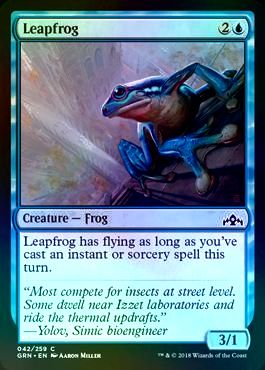 Leapfrog 2
Creature — Frog
Leapfrog has flying as long as you've
cast an instant or sorcery spell this
turn.
"Most compete for insects at street level.
Some dwell near Izzet laboratories and
ride the thermal updrafts."
—Yolov, Simic bioengineer
3/1
042/259 C
GRN • EN Aaron Miller
™ & © 2018 Wizards of the Coast